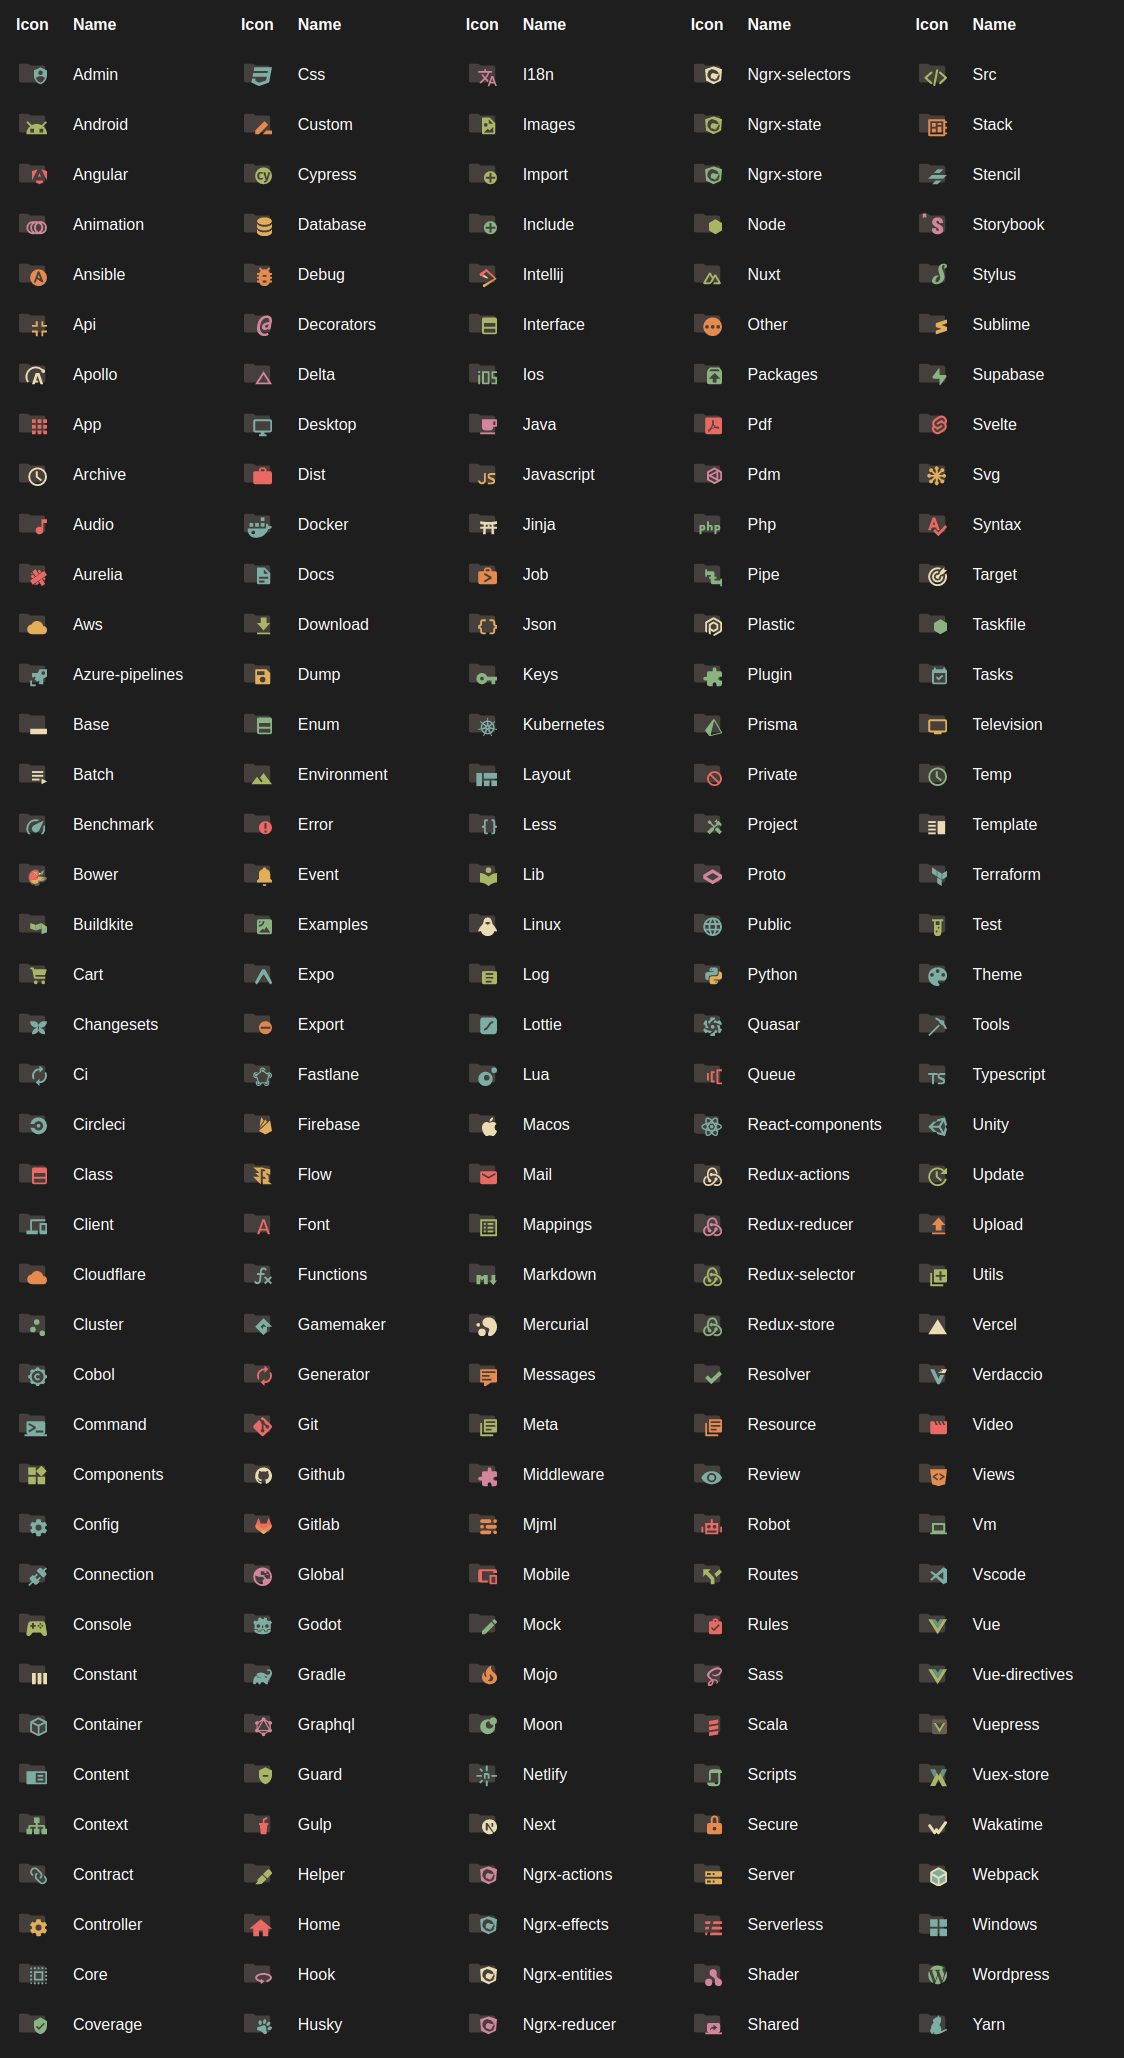 Icon Name Icon Name Icon Name Icon Name Icon Name
Admin Css I18n Ngrx-selectors Src
Android Custom Images Ngrx-state Stack
Angular Cypress Import Ngrx-store Stencil
Animation Database Include Node Storybook
Ansible Debug Intellij Nuxt Stylus
Api Decorators Interface Other Sublime
Apollo Delta Ios Packages Supabase
App Desktop Java Pdf Svelte
Archive Dist Javascript Pdm Svg
Audio Docker Jinja Php Syntax
Aurelia Docs Job Pipe Target
Aws Download Json Plastic Taskfile
Azure-pipelines Dump Keys Plugin Tasks
Base Enum Kubernetes Prisma Television
Batch Environment Layout Private Temp
Benchmark Error Less Project Template
Bower Event Lib Proto Terraform
Buildkite Examples Linux Public Test
Cart Expo Log Python Theme
Changesets Export Lottie Quasar Tools
Ci Fastlane Lua Queue Typescript
Circleci Firebase Macos React-components Unity
Class Flow Mail Redux-actions Update
Client Font Mappings Redux-reducer Upload
Cloudflare Functions Markdown Redux-selector Utils
Cluster Gamemaker Mercurial Redux-store Vercel
Cobol Generator Messages Resolver Verdaccio
Command Git Meta Resource Video
Components Github Middleware Review Views
Config Gitlab Mjml Robot Vm
Connection Global Mobile Routes Vscode
Console Godot Mock Rules Vue
Constant Gradle Mojo Sass Vue-directives
Container Graphql Moon Scala Vuepress
Content Guard Netlify Scripts Vuex-store
Context Gulp Next Secure Wakatime
Contract Helper Ngrx-actions Server Webpack
Controller Home Ngrx-effects Serverless Windows
Core Hook Ngrx-entities Shader Wordpress
Coverage Husky Ngrx-reducer Shared Yarn